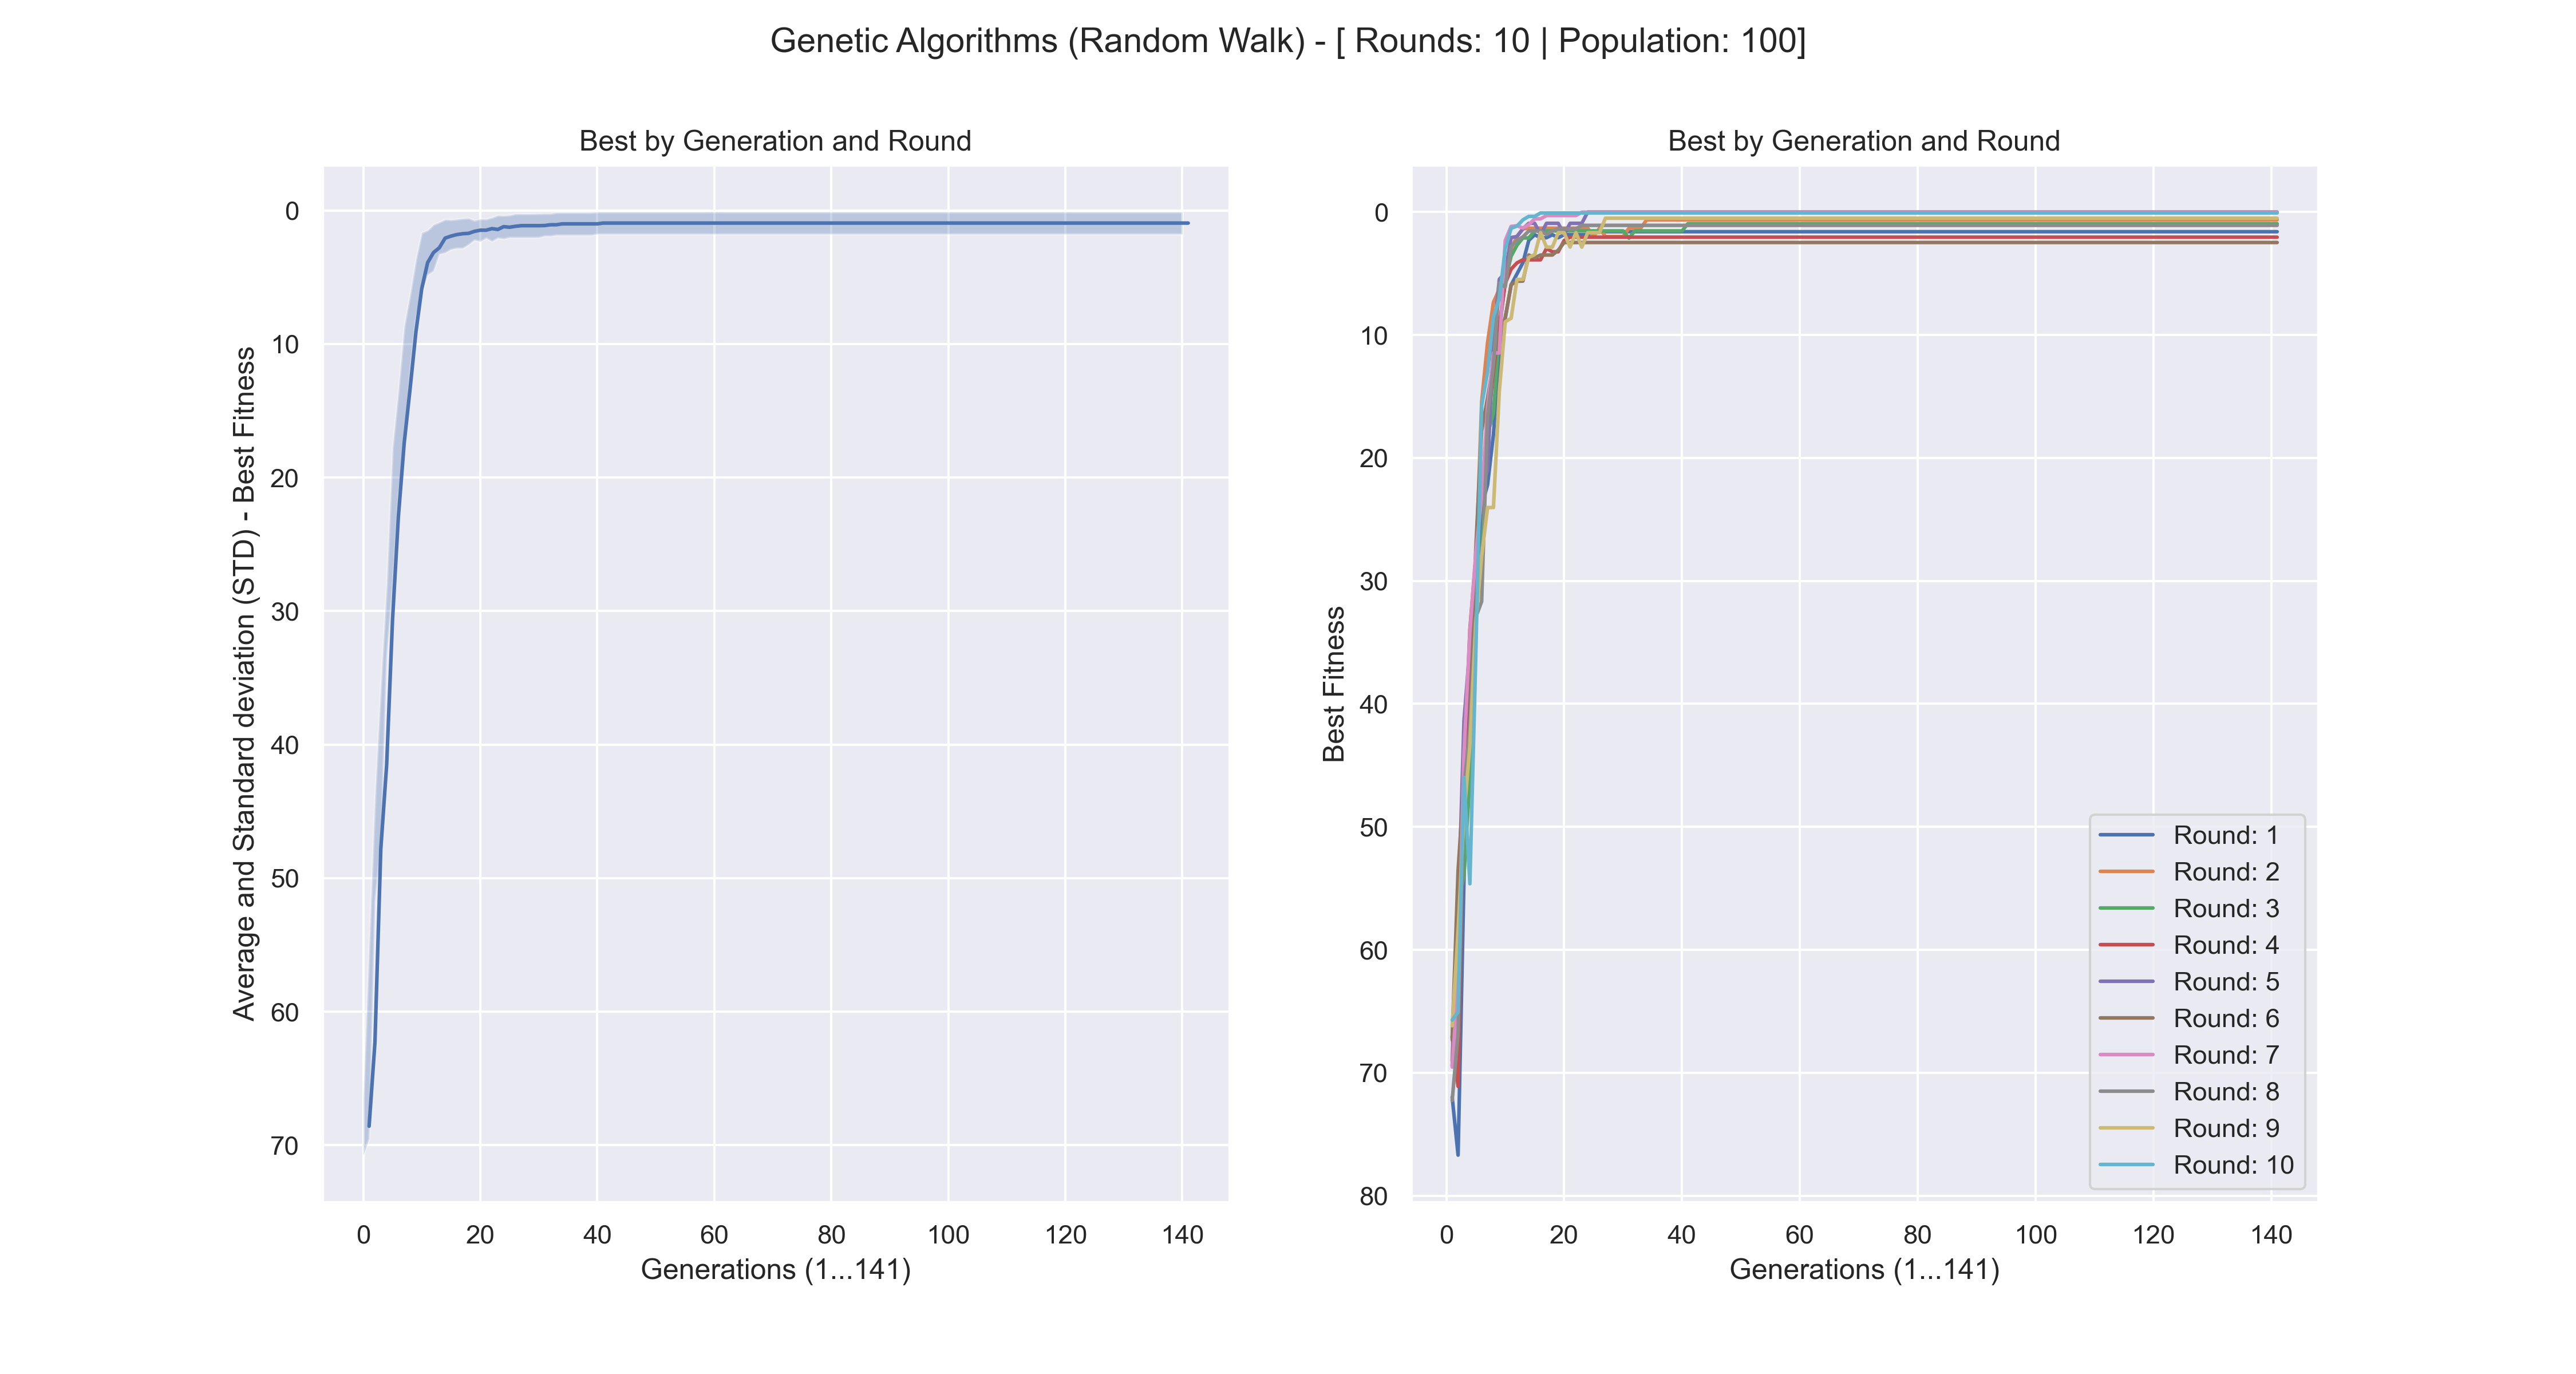 Genetic Algorithms (Random Walk) - [ Rounds: 10 | Population: 100]
Best by Generation and Round
Average and Standard deviation (STD) - Best Fitness
0
10
20
30
40
50
60
70
0 20 40 60 80 100 120 140
Generations (1...141)
Best by Generation and Round
Best Fitness
0
10
20
30
40
50
60
70
80
Round: 1
Round: 2
Round: 3
Round: 4
Round: 5
Round: 6
Round: 7
Round: 8
Round: 9
Round: 10
0 20 40 60 80 100 120 140
Generations (1...141)